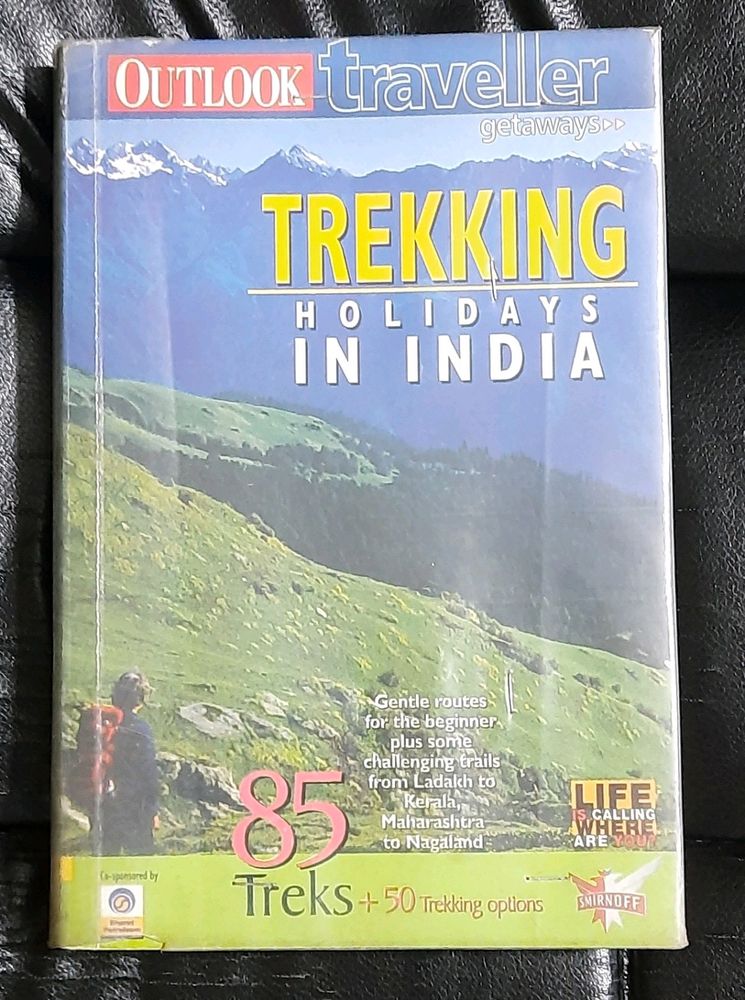 OUTLOOK traveller
getaways
TREKKING
HOLIDAYS
IN INDIA
Gentle routes
for the beginner
plus some
challenging trails
from Ladakh to
Kerala,
Maharashtra
to Nagaland
85
Treks + 50 Trekking options
LIFE
IS CALLING
WHERE
ARE YOU?
Co-sponsored by
Bharat
Petroleum
SMIRNOFF